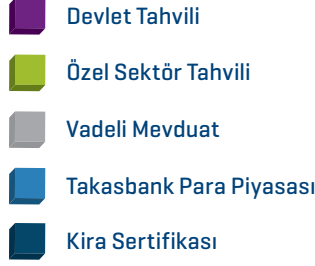 Devlet Tahvili
Özel Sektör Tahvili
Vadeli Mevduat
Takasbank Para Piyasası
Kira Sertifikası